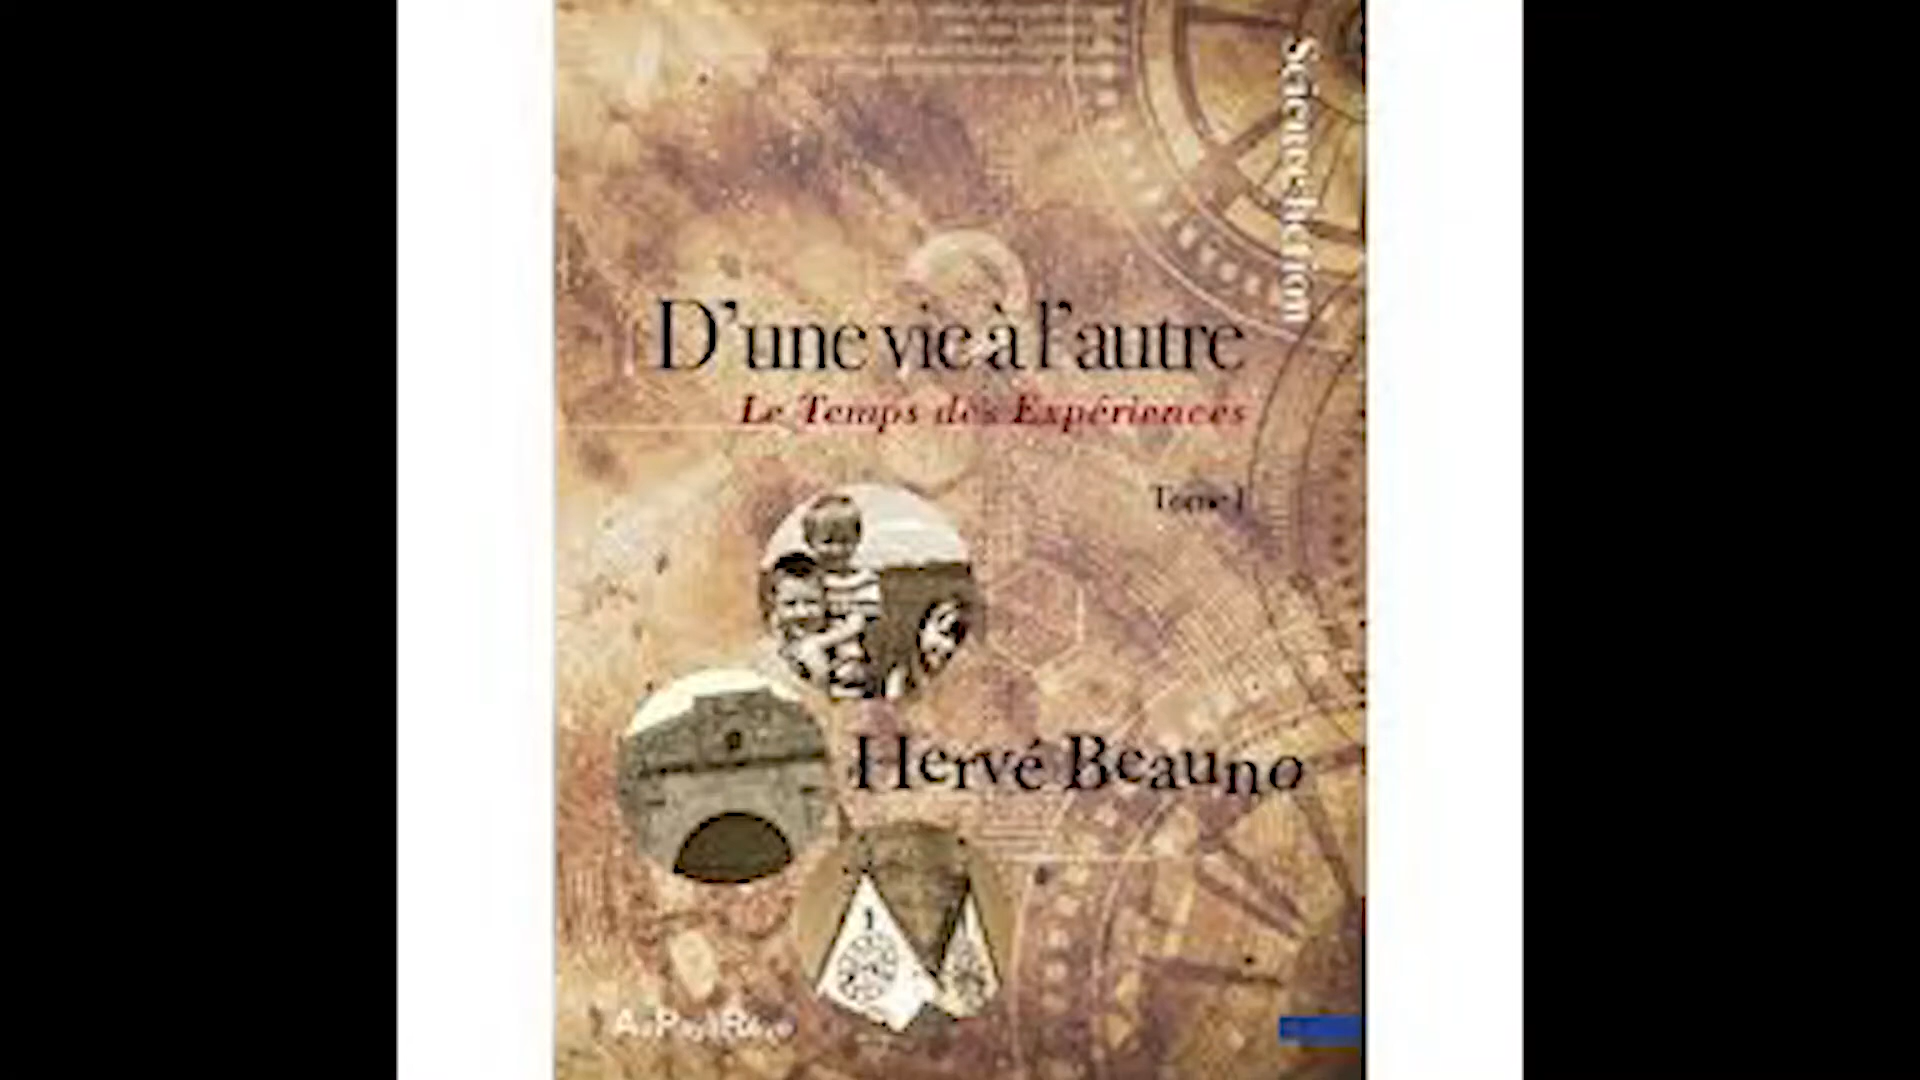 Science-fiction
D'une vie à l'autre
Le Temps des Expériences
Tome I
Hervé Beauno